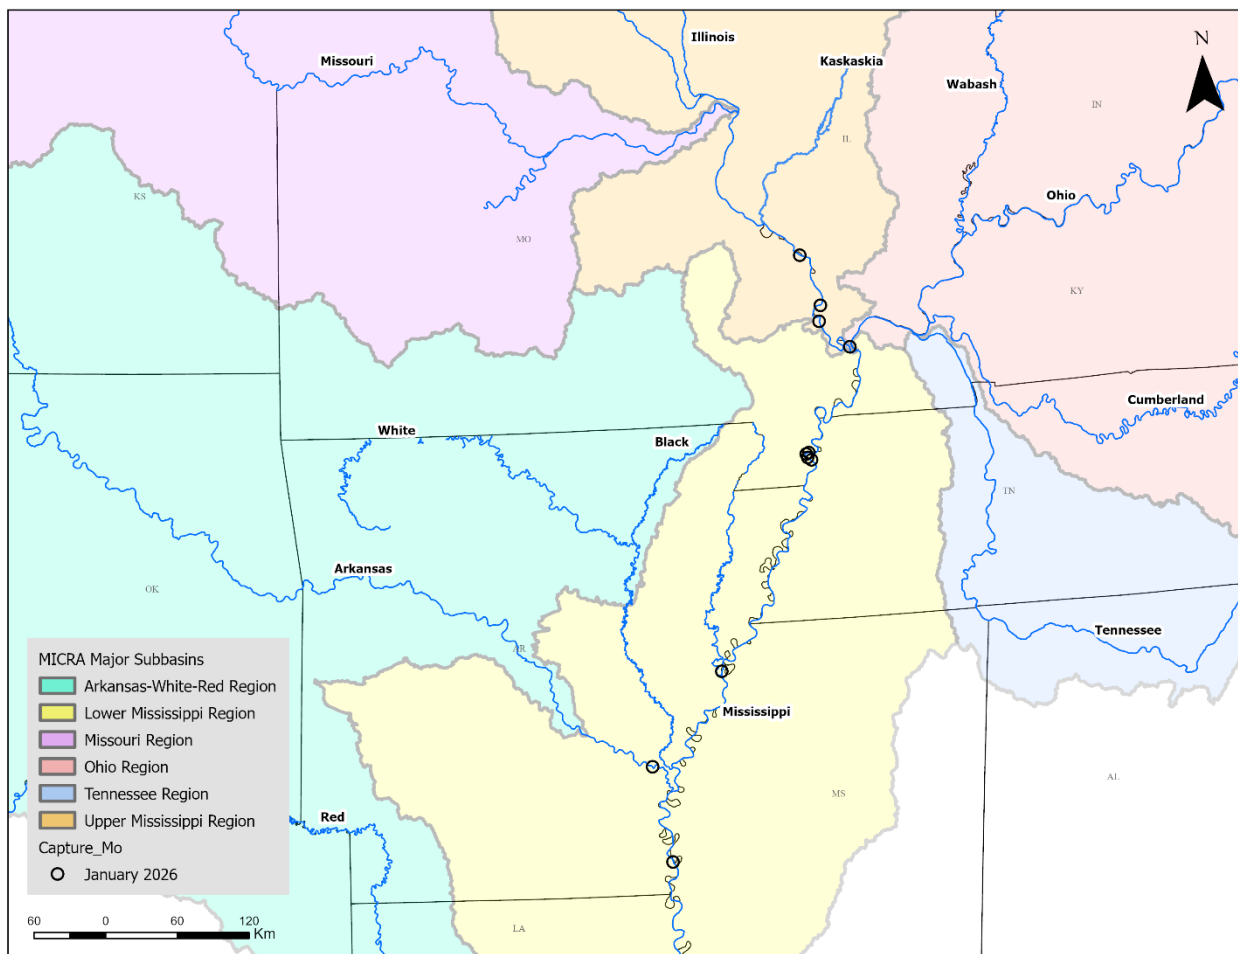 Illinois
Missouri
Kaskaskia
N
Wabash
IN
IL
KS
Ohio
MO
KY
Cumberland
White
Black
TN
Arkansas
OK
Tennessee
AR
MICRA Major Subbasins
Arkansas-White-Red Region
Lower Mississippi Region
Missouri Region
Ohio Region
Tennessee Region
Upper Mississippi Region
Capture_Mo
January 2026
Mississippi
AL
MS
Red
LA
60 0 60 120
Km